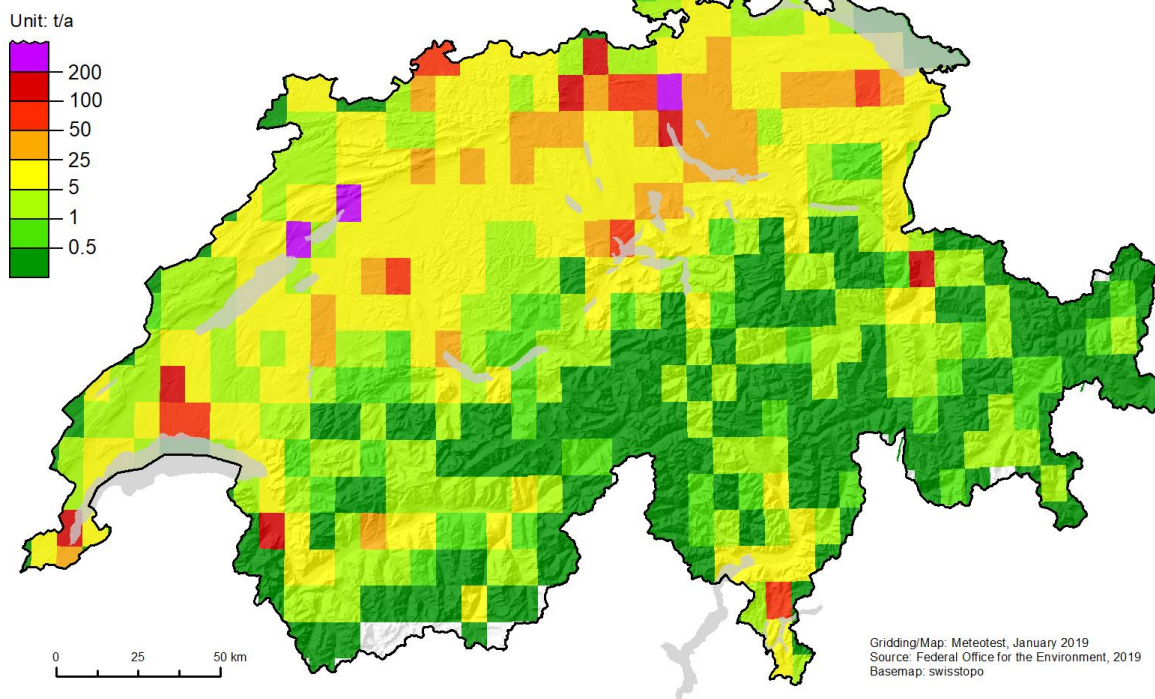 Unit: t/a
200
100
50
25
5
1
0.5
0 25 50 km
Gridding/Map: Meteotest, January 2019
Source: Federal Office for the Environment, 2019
Basemap: swisstopo